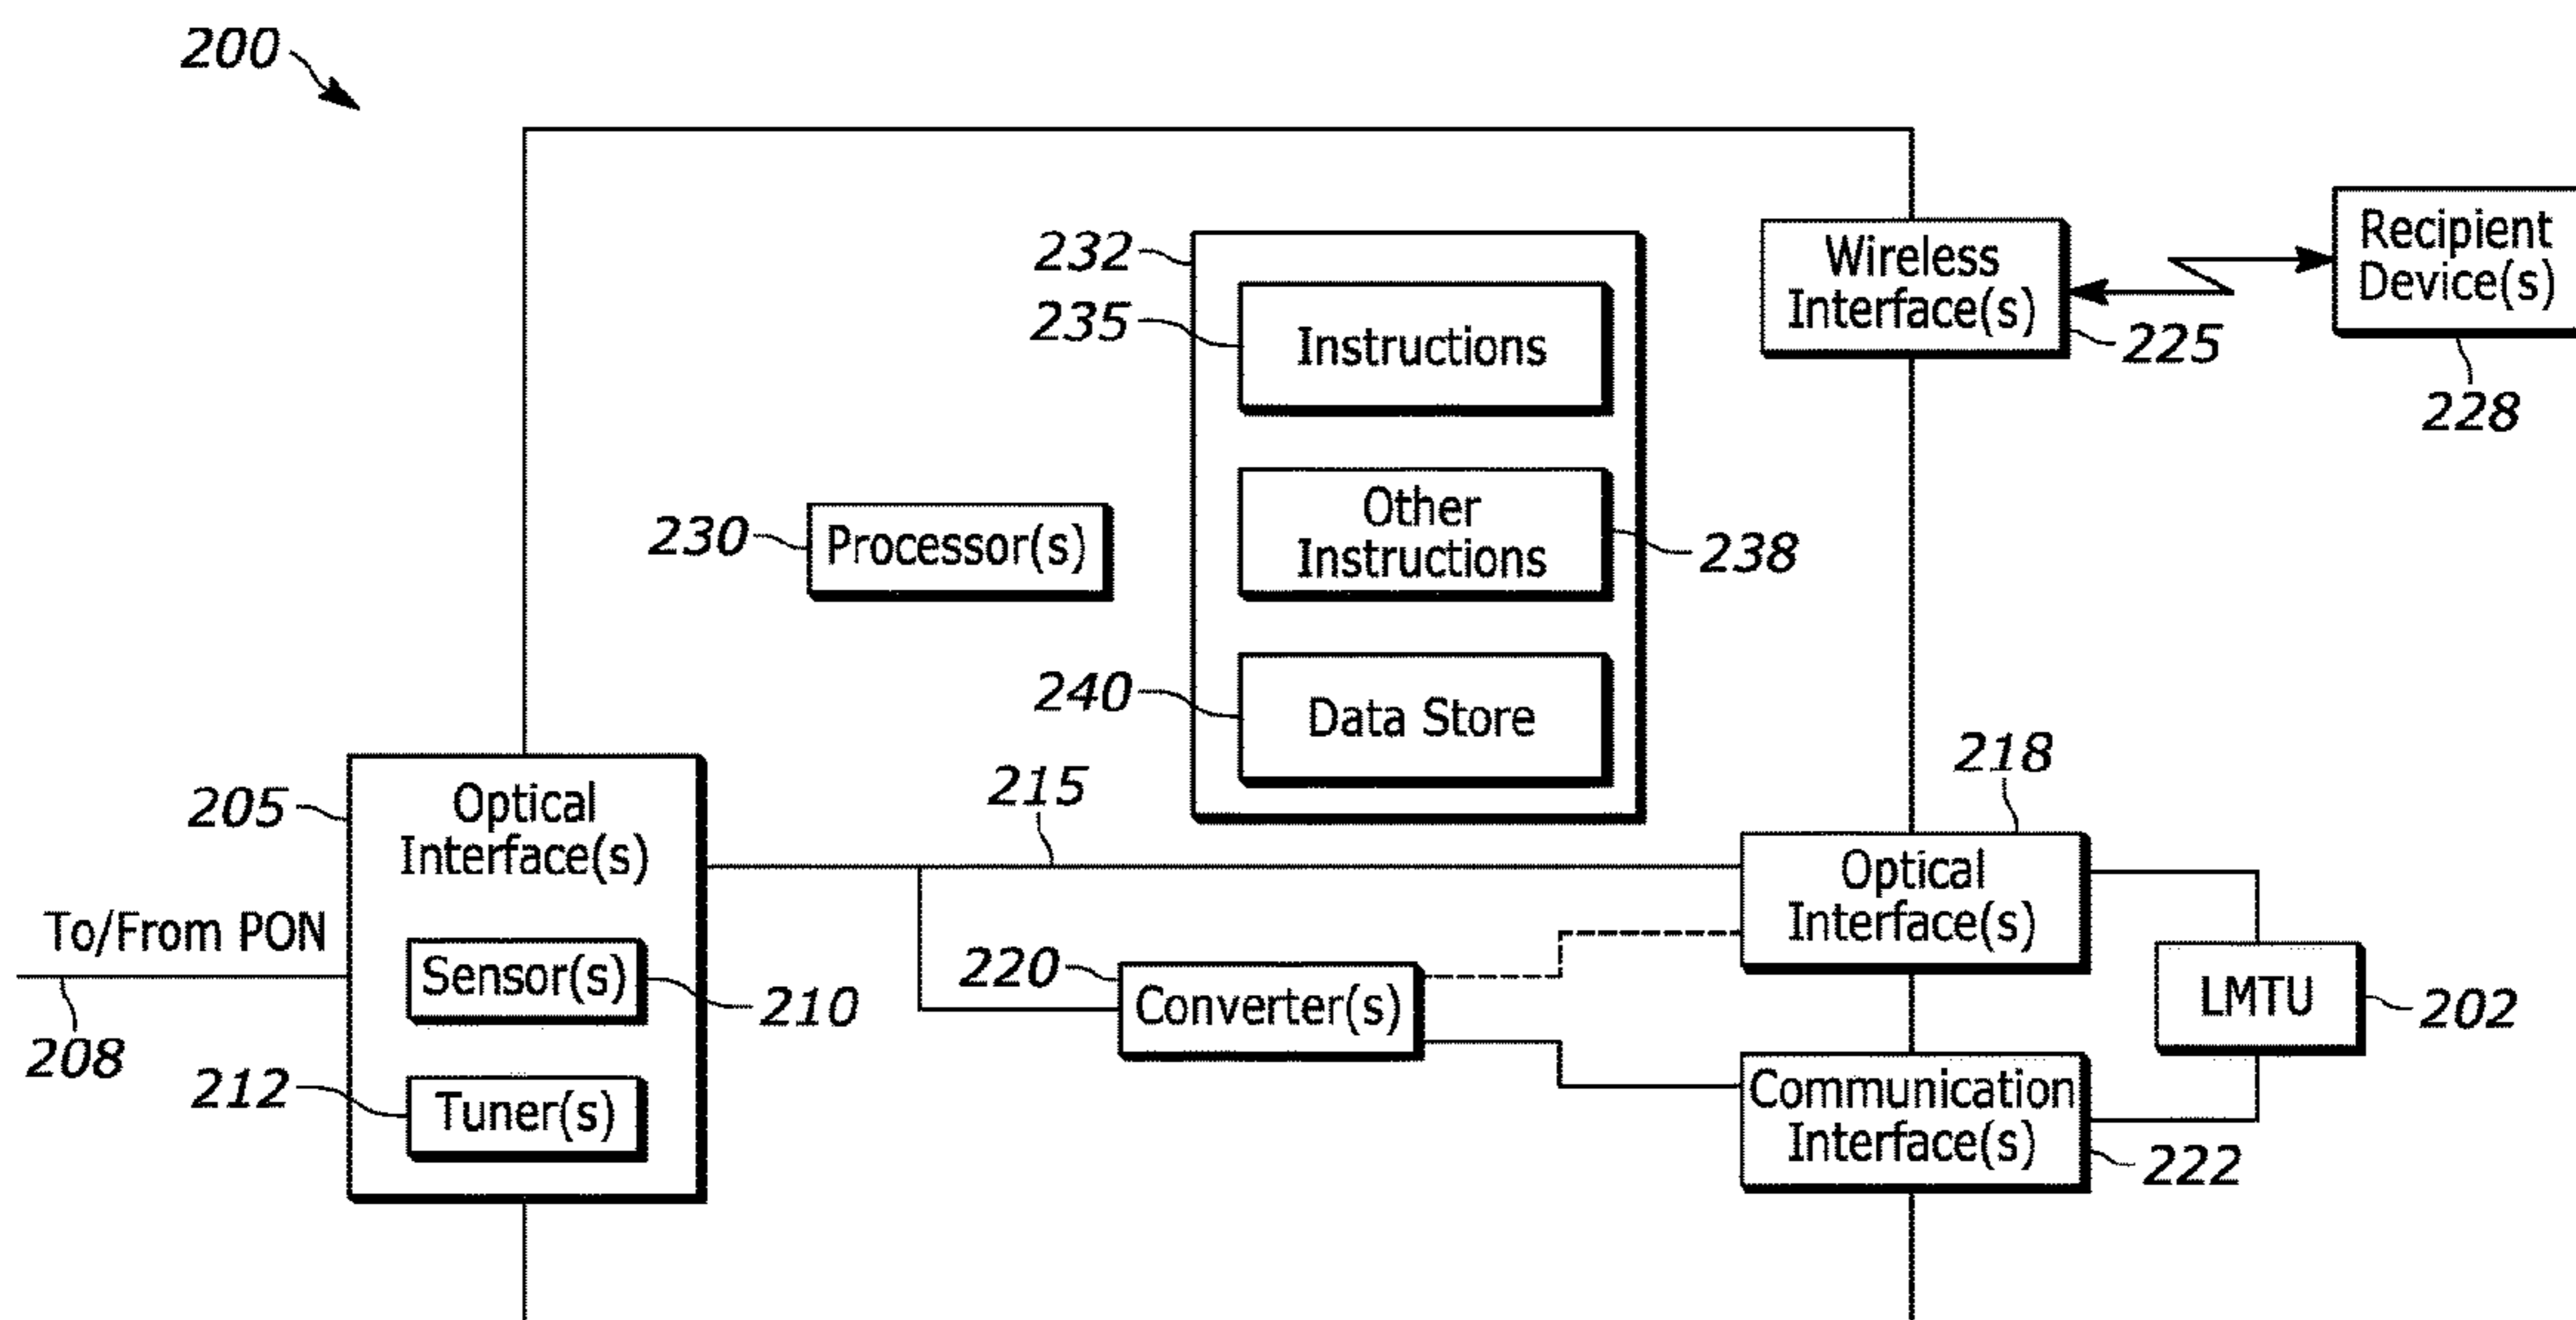 200
232
235
Instructions
Wireless
Interface(s)
225
Recipient
Device(s)
228
230
Processor(s)
Other
Instructions
238
240
Data Store
205
Optical
Interface(s)
215
218
Optical
Interface(s)
To/From PON
208
Sensor(s)
210
212
Tuner(s)
220
Converter(s)
LMTU
202
Communication
Interface(s)
222